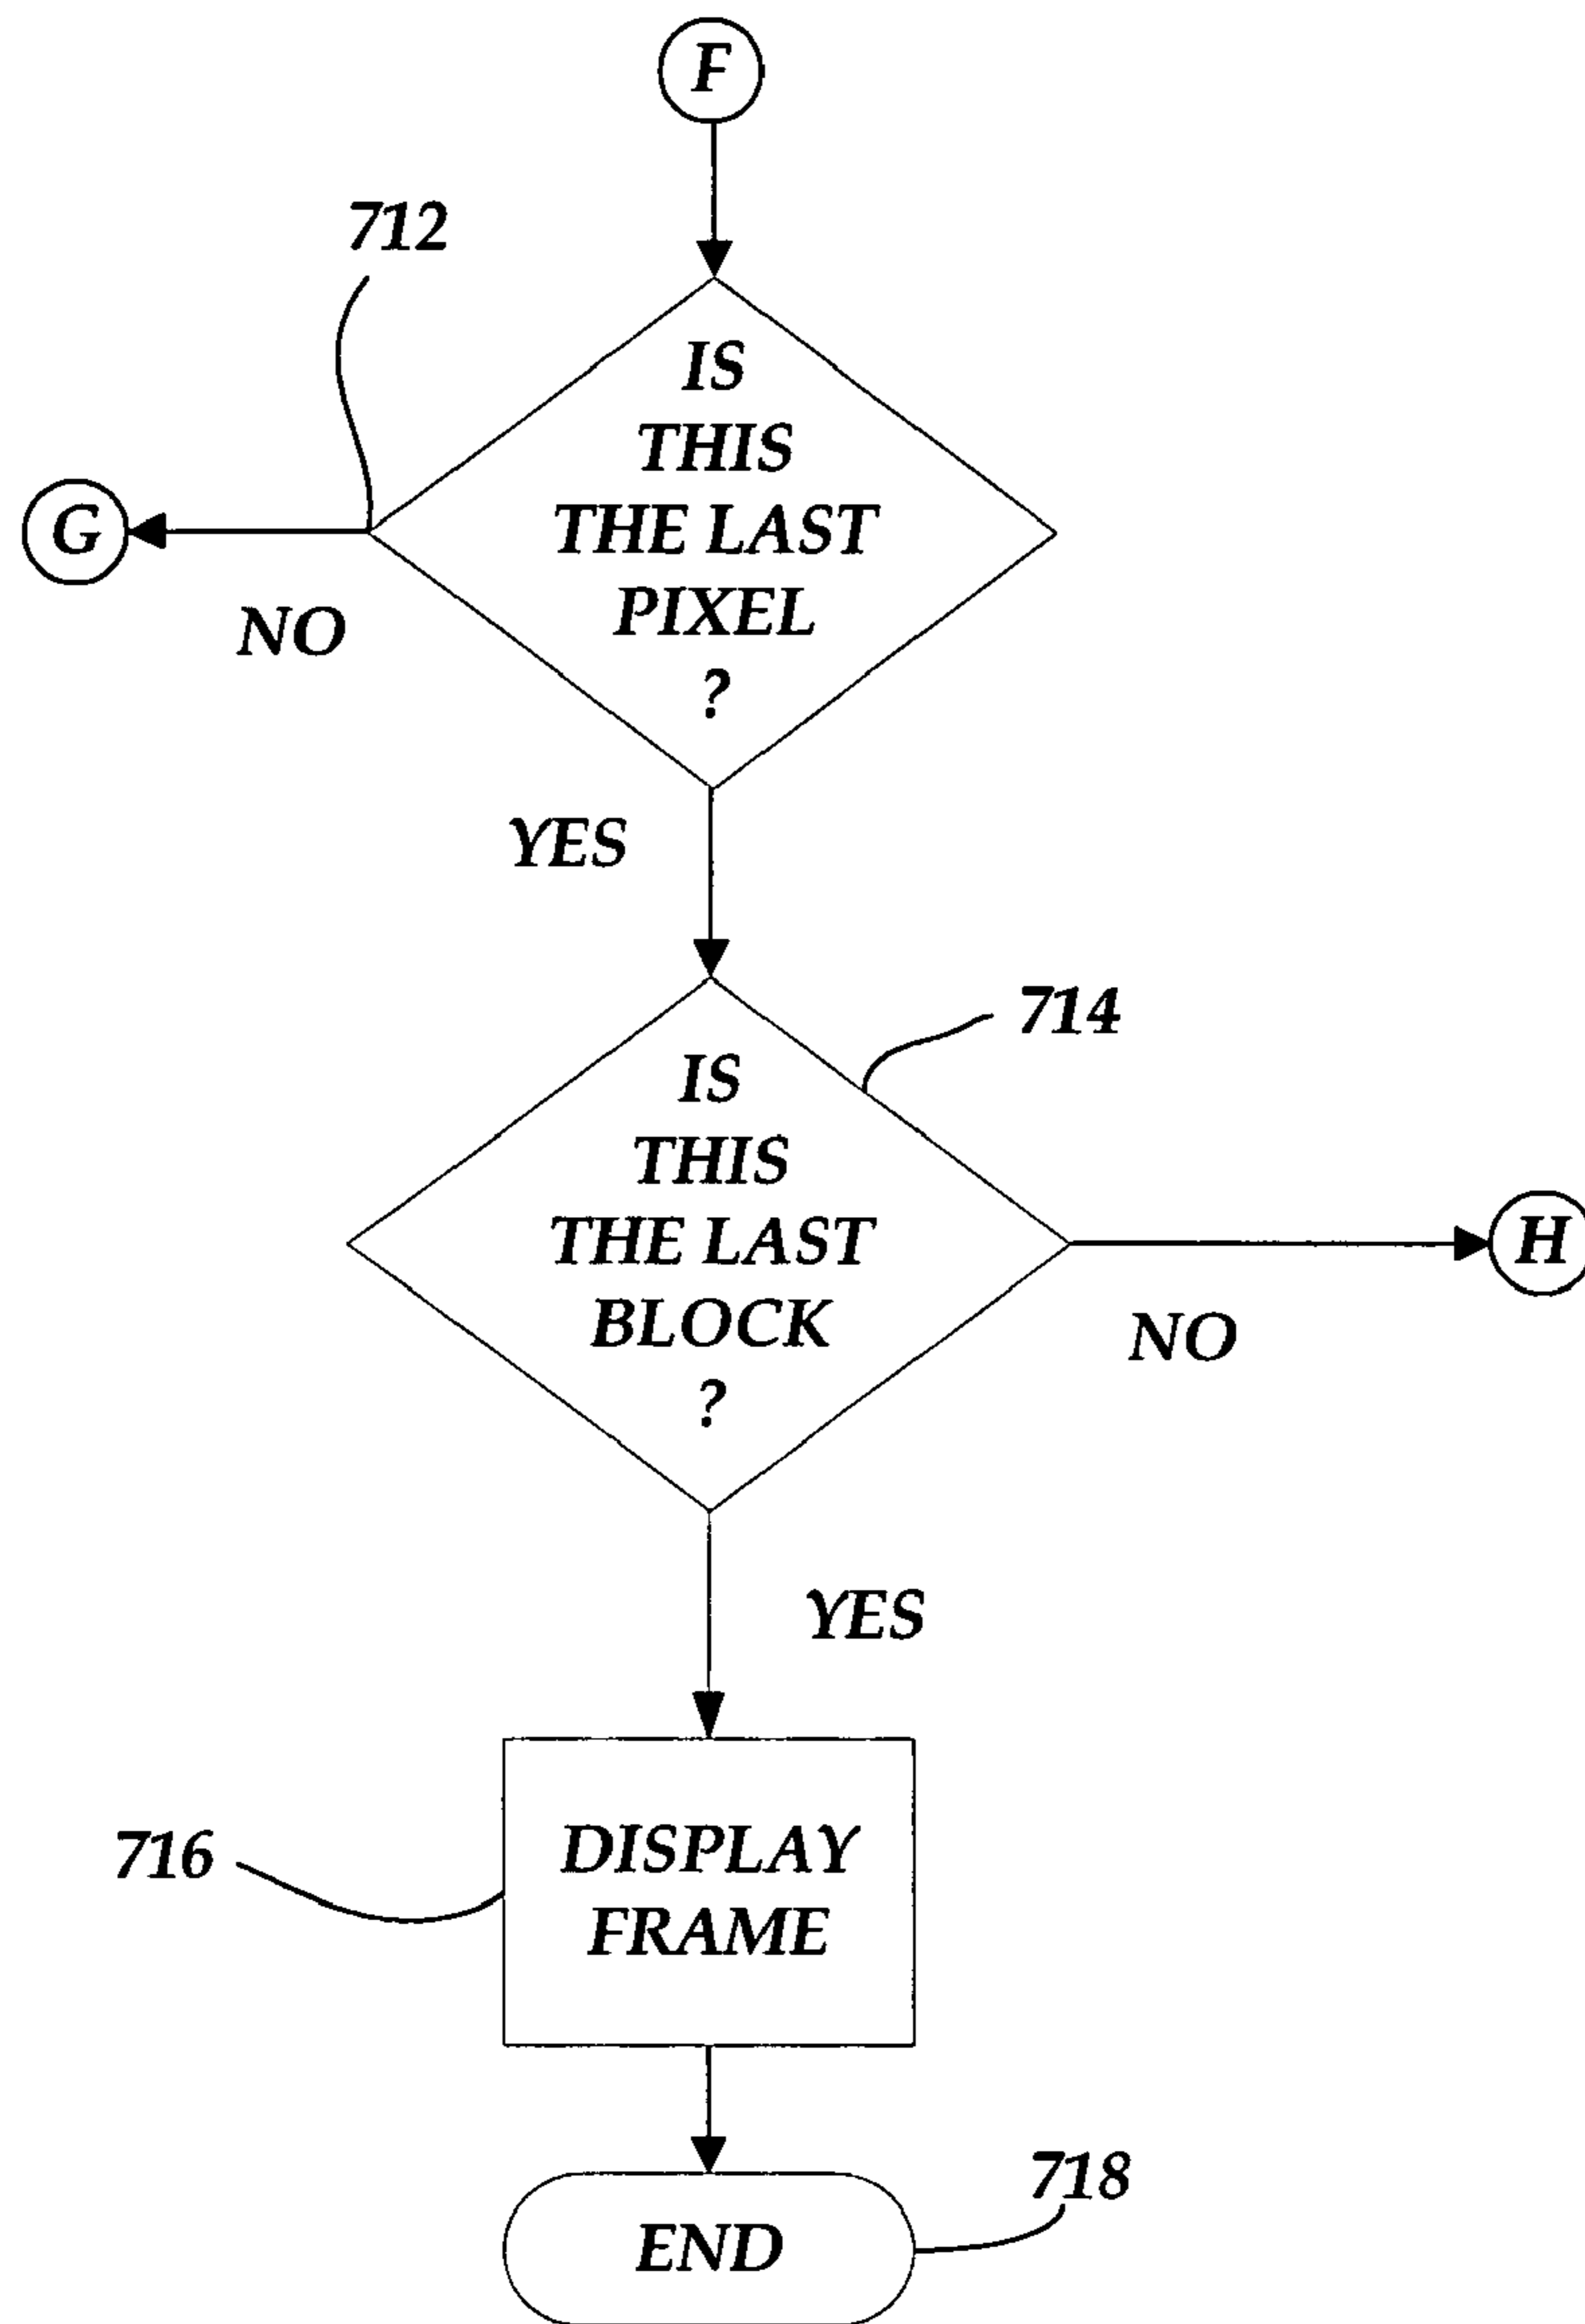 F
712
IS
THIS
THE LAST
PIXEL
?
G
NO
YES
714
IS
THIS
THE LAST
BLOCK
?
H
NO
YES
716
DISPLAY
FRAME
718
END